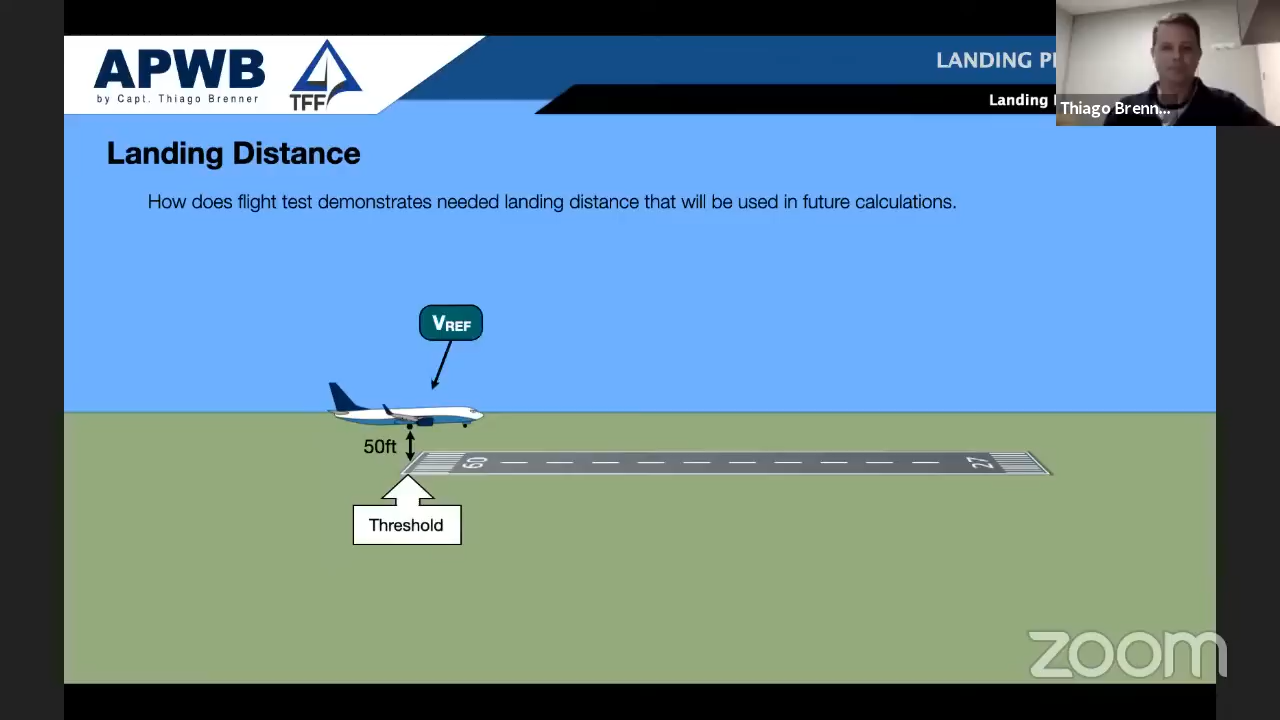 APWB
by Capt. Thiago Brenner
TFF
LANDING P
Landing
Thiago Brenn...
Landing Distance
How does flight test demonstrates needed landing distance that will be used in future calculations.
VREF
50ft
09
27
Threshold
zoom